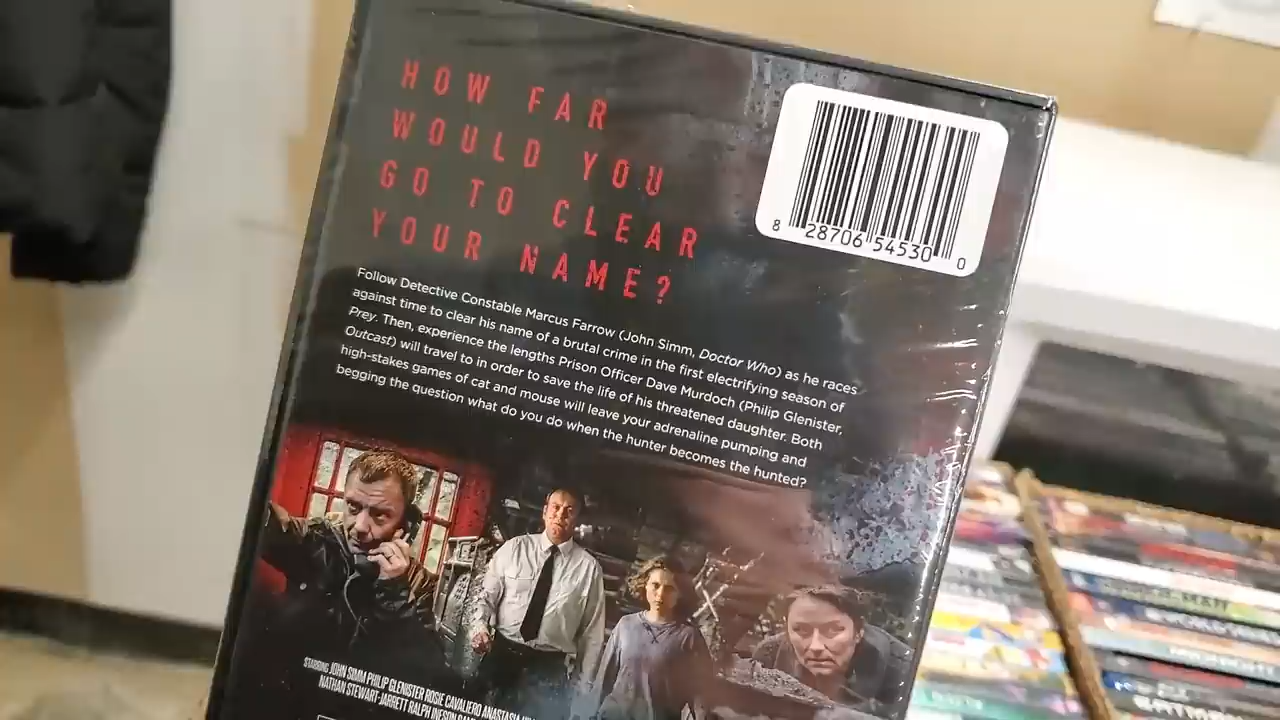 HOW FAR
WOULD YOU
GO TO CLEAR
YOUR NAME?
8 28706 54530 0
Follow Detective Constable Marcus Farrow (John Simm, Doctor Who) as he races
against time to clear his name of a brutal crime in the first electrifying season of
Prey. Then, experience the lengths Prison Officer Dave Murdoch (Philip Glenister,
Outcast) will travel to in order to save the life of his threatened daughter. Both
high-stakes games of cat and mouse will leave your adrenaline pumping and
begging the question what do you do when the hunter becomes the hunted?
STARRING JOHN SIMM PHILIP GLENISTER ROSIE CAVALIERO ANASTASIA
NATHAN STEWART-JARRETT RALPH INESON